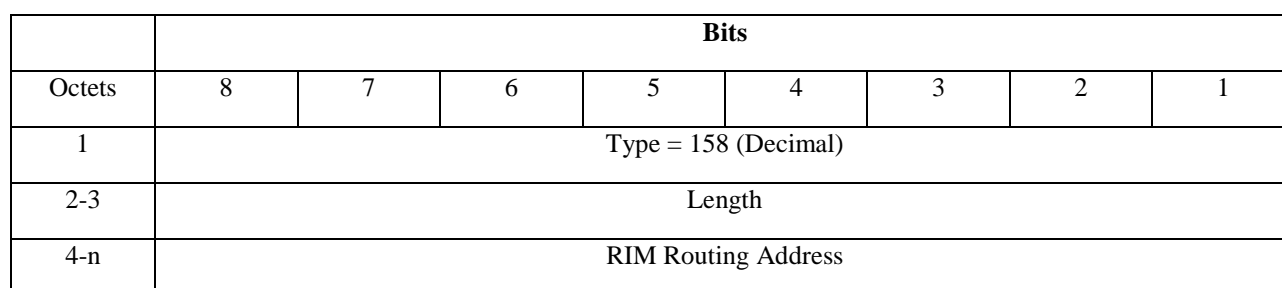 Bits
Octets 8 7 6 5 4 3 2 1
1 Type = 158 (Decimal)
2-3 Length
4-n RIM Routing Address